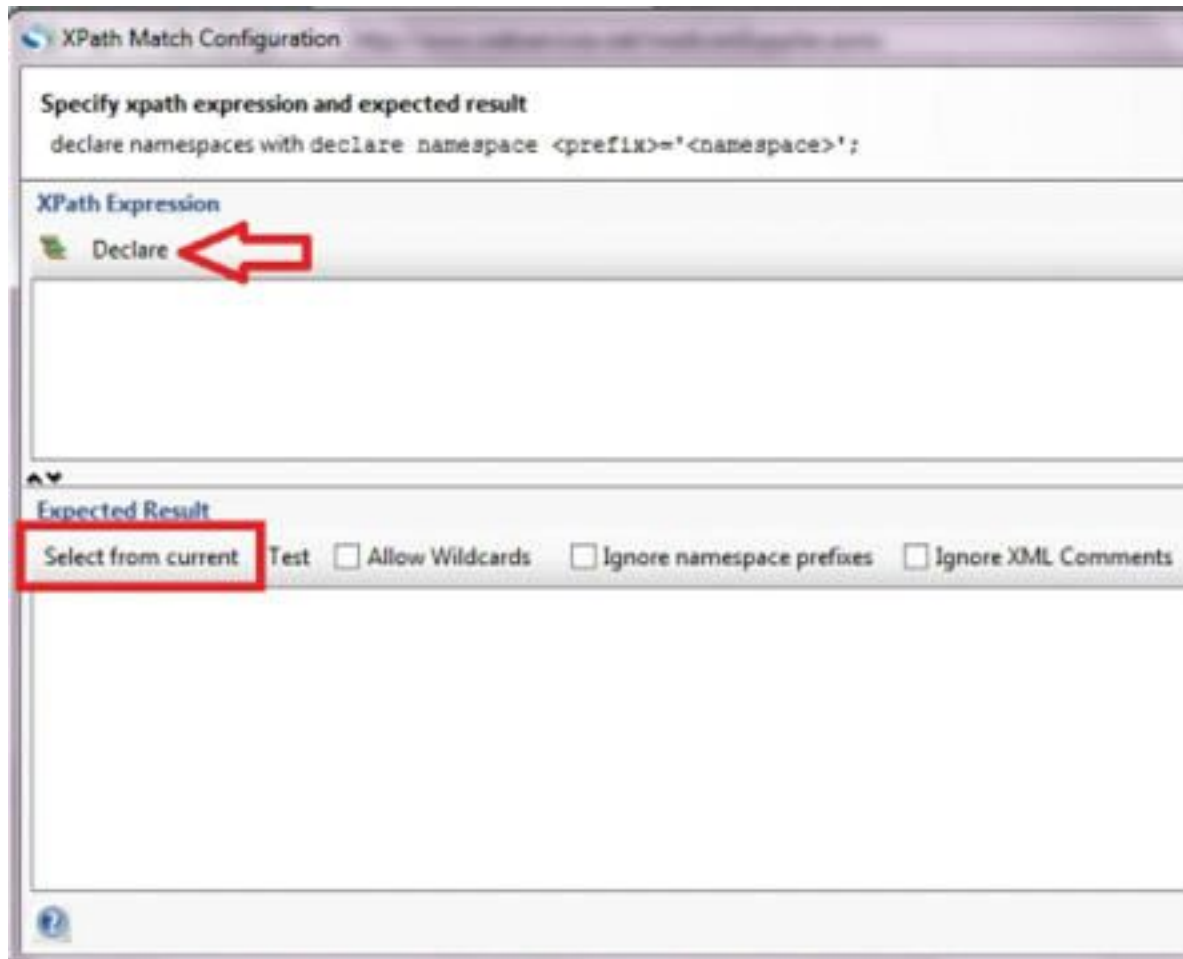 XPath Match Configuration
Specify xpath expression and expected result
declare namespaces with declare namespace <prefix>='<namespace>';
XPath Expression
Declare
Expected Result
Select from current Test Allow Wildcards Ignore namespace prefixes Ignore XML Comments